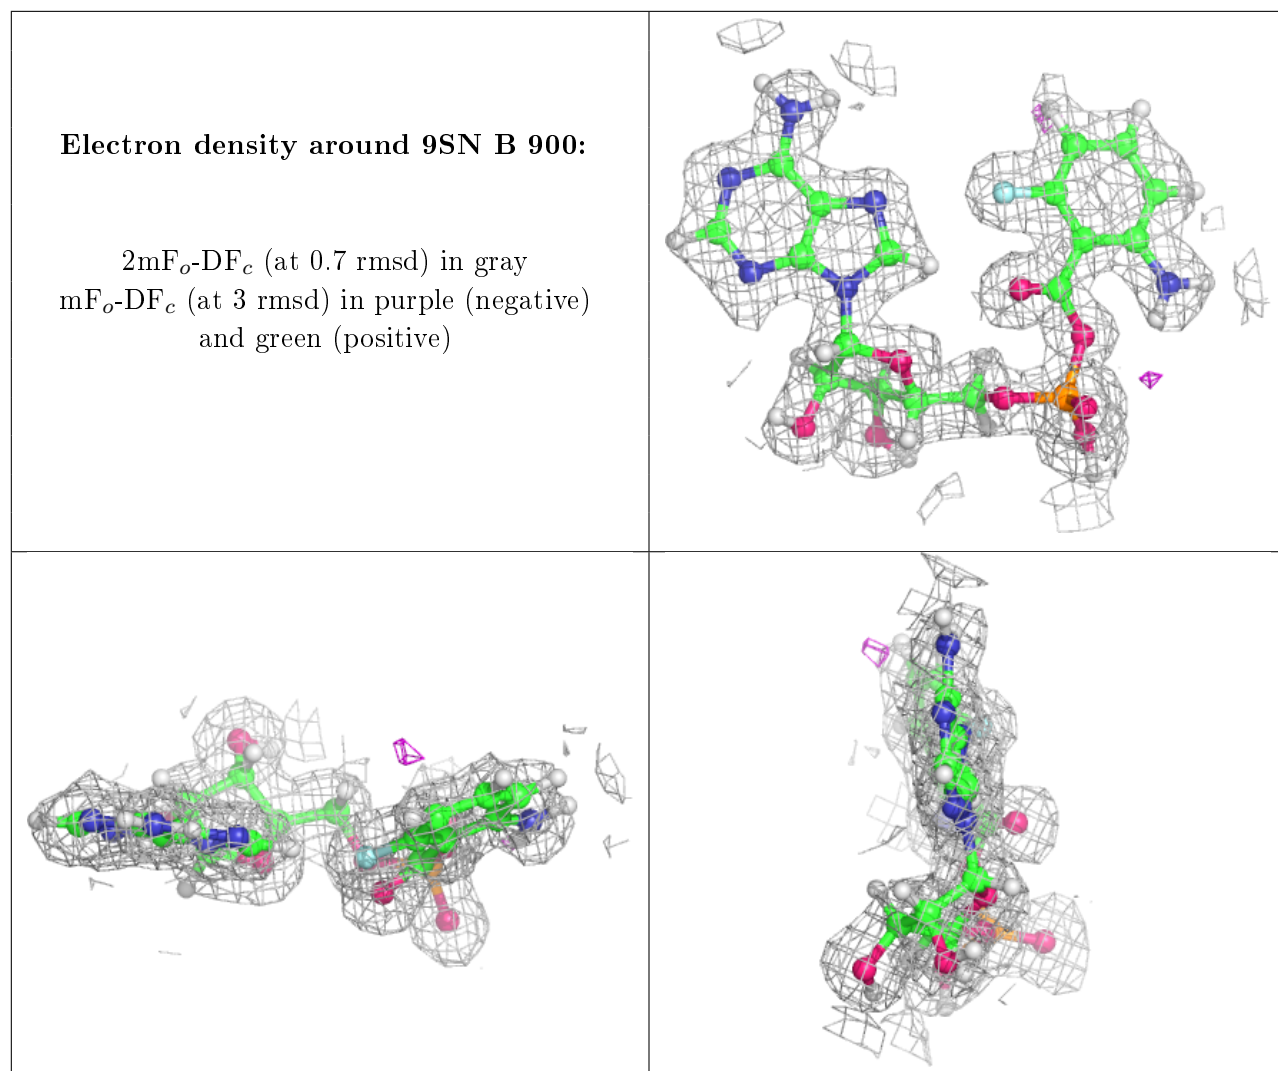 Electron density around 9SN B 900:
2mFₒ-DF𝒸 (at 0.7 rmsd) in gray
mFₒ-DF𝒸 (at 3 rmsd) in purple (negative)
and green (positive)